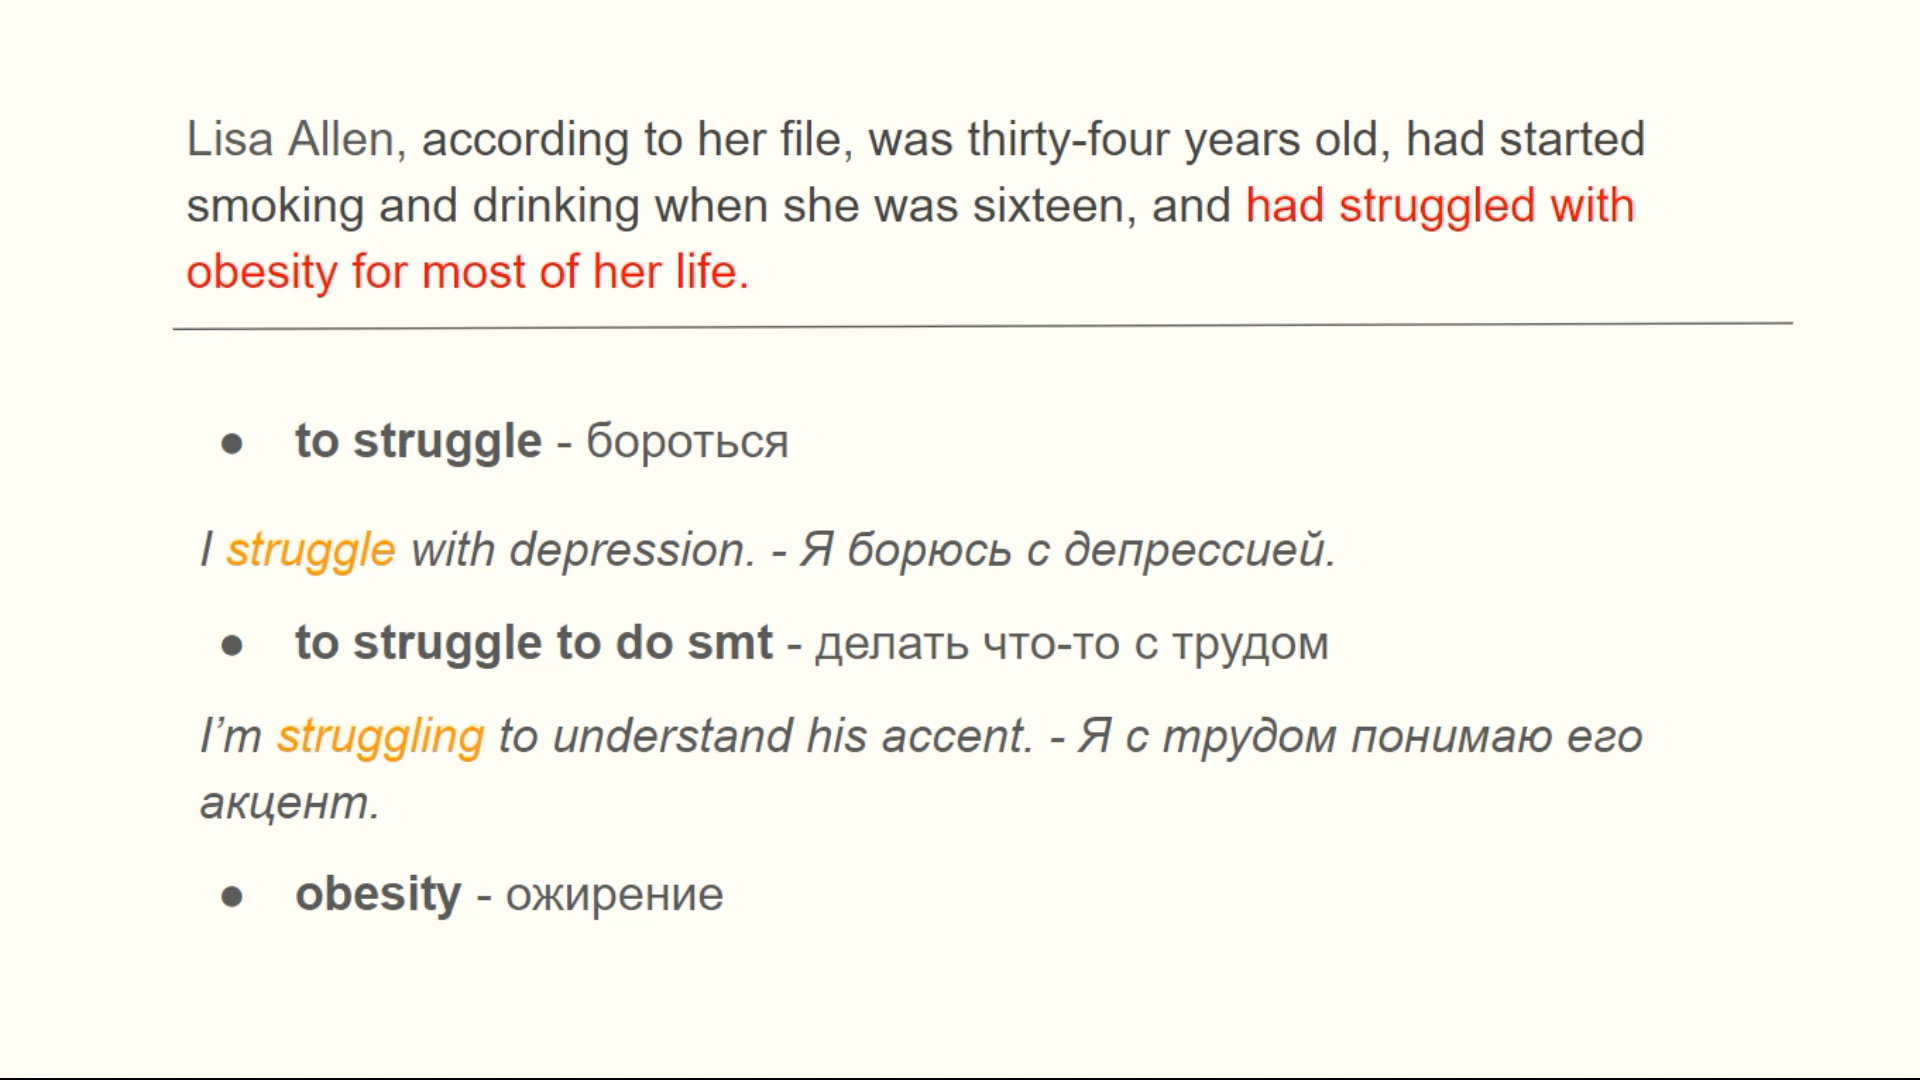 Lisa Allen, according to her file, was thirty-four years old, had started
smoking and drinking when she was sixteen, and had struggled with
obesity for most of her life.
● to struggle - бороться
I struggle with depression. - Я борюсь с депрессией.
● to struggle to do smt - делать что-то с трудом
I’m struggling to understand his accent. - Я с трудом понимаю его
акцент.
● obesity - ожирение